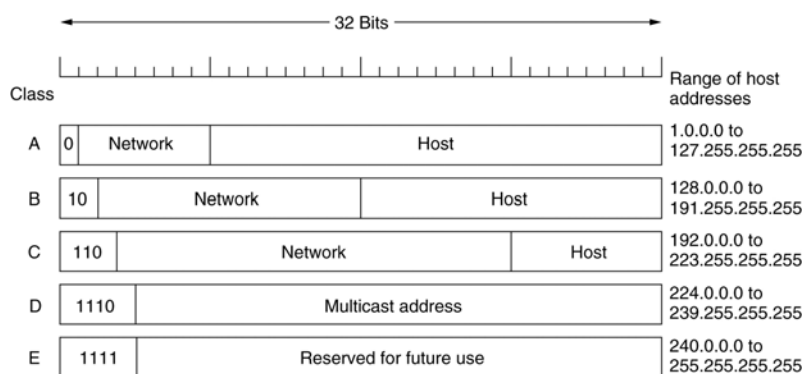 32 Bits
Class
Range of host
addresses
A 0 Network Host 1.0.0.0 to
127.255.255.255
B 10 Network Host 128.0.0.0 to
191.255.255.255
C 110 Network Host 192.0.0.0 to
223.255.255.255
D 1110 Multicast address 224.0.0.0 to
239.255.255.255
E 1111 Reserved for future use 240.0.0.0 to
255.255.255.255